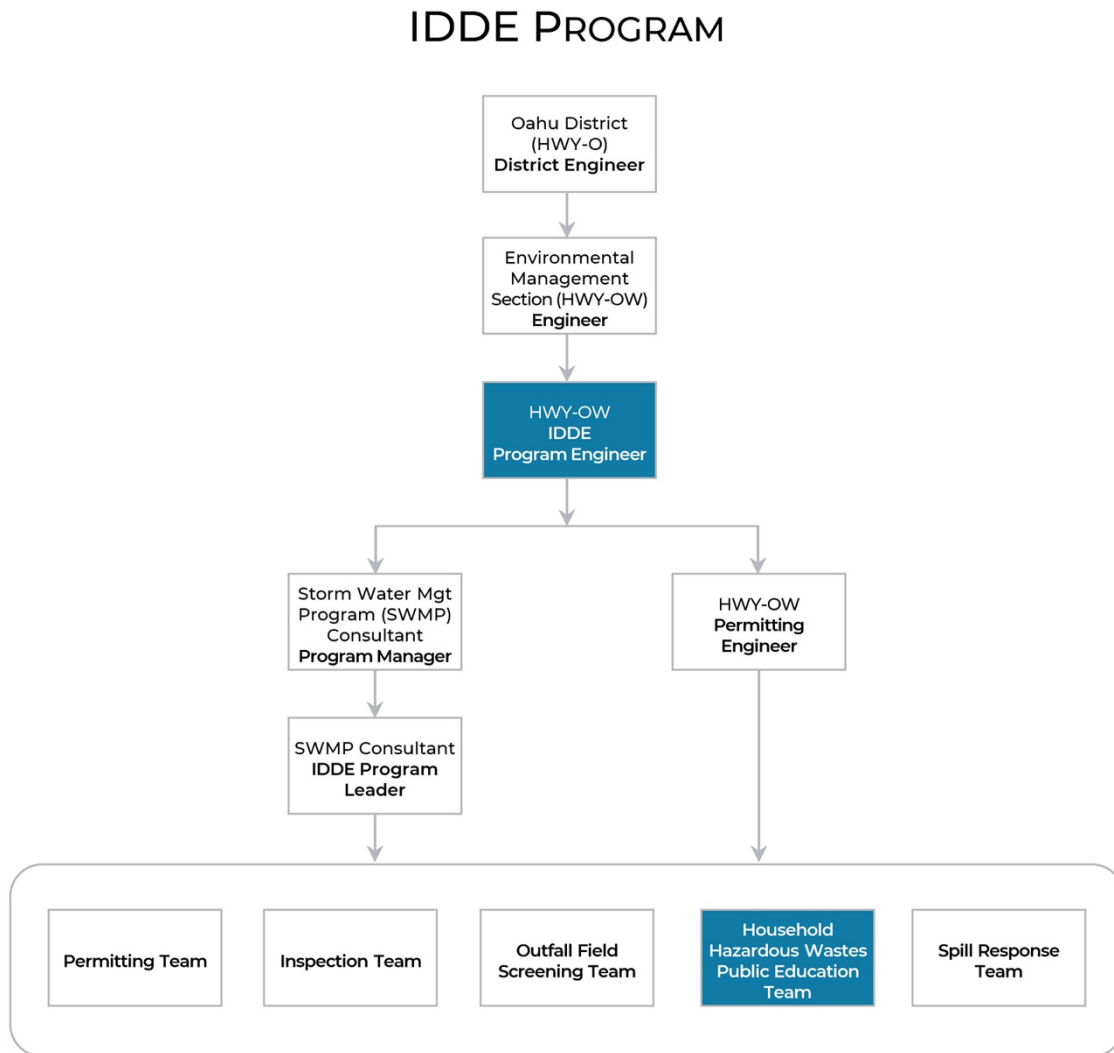 IDDE PROGRAM
Oahu District
(HWY-O)
District Engineer
Environmental
Management
Section (HWY-OW)
Engineer
HWY-OW
IDDE
Program Engineer
Storm Water Mgt
Program (SWMP)
Consultant
Program Manager
HWY-OW
Permitting
Engineer
SWMP Consultant
IDDE Program
Leader
Permitting Team
Inspection Team
Outfall Field
Screening Team
Household
Hazardous Wastes
Public Education
Team
Spill Response
Team